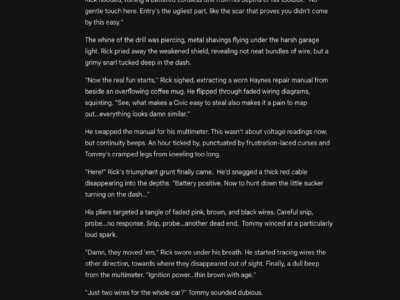 Rick nodded, taking a battered cordless drill from his depths of his toolbox. "No
gentle touch here. Entry's the ugliest part, like the scar that proves you didn't come
by this easy."
The whine of the drill was piercing, metal shavings flying under the harsh garage
light. Rick pried away the weakened shield, revealing not neat bundles of wire, but a
grimy snarl tucked deep in the dash.
"Now the real fun starts," Rick sighed, extracting a worn Haynes repair manual from
beside an overflowing coffee mug. He flipped through faded wiring diagrams,
squinting. "See, what makes a Civic easy to steal also makes it a pain to map
out...everything looks damn similar."
He swapped the manual for his multimeter. This wasn't about voltage readings now,
but continuity beeps. An hour ticked by, punctuated by frustration-laced curses and
Tommy's cramped legs from kneeling too long.
"Here!" Rick's triumphant grunt finally came. He'd snagged a thick red cable
disappearing into the depths. "Battery positive. Now to hunt down the little sucker
turning on the dash..."
His pliers targeted a tangle of faded pink, brown, and black wires. Careful snip,
probe...no response. Snip, probe...another dead end. Tommy winced at a particularly
loud spark.
"Damn, they moved 'em," Rick swore under his breath. He started tracing wires the
other direction, towards where they disappeared out of sight. Finally, a dull beep
from the multimeter. "Ignition power...thin brown with age."
"Just two wires for the whole car?" Tommy sounded dubious.